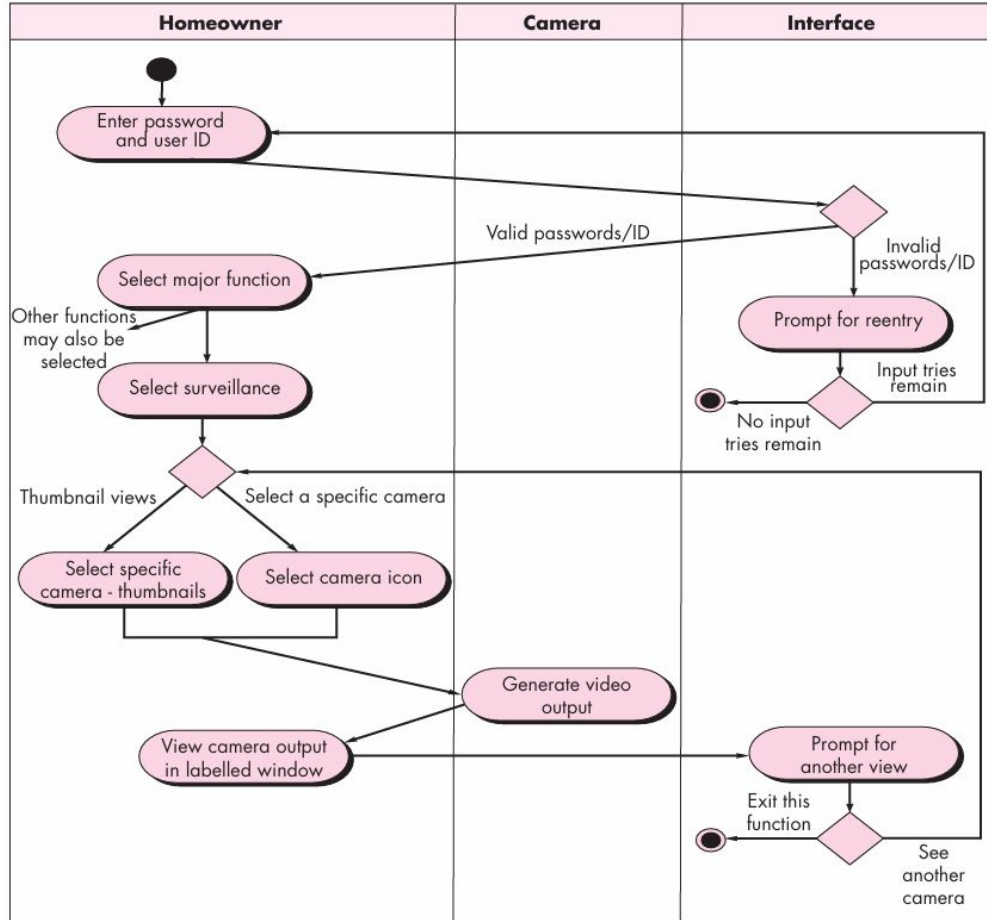 Homeowner
Camera
Interface
Enter password
and user ID
Valid passwords/ID
Invalid
passwords/ID
Select major function
Prompt for reentry
Other functions
may also be
selected
Select surveillance
Input tries
remain
No input
tries remain
Thumbnail views
Select a specific camera
Select specific
camera - thumbnails
Select camera icon
Generate video
output
View camera output
in labelled window
Prompt for
another view
Exit this
function
See
another
camera